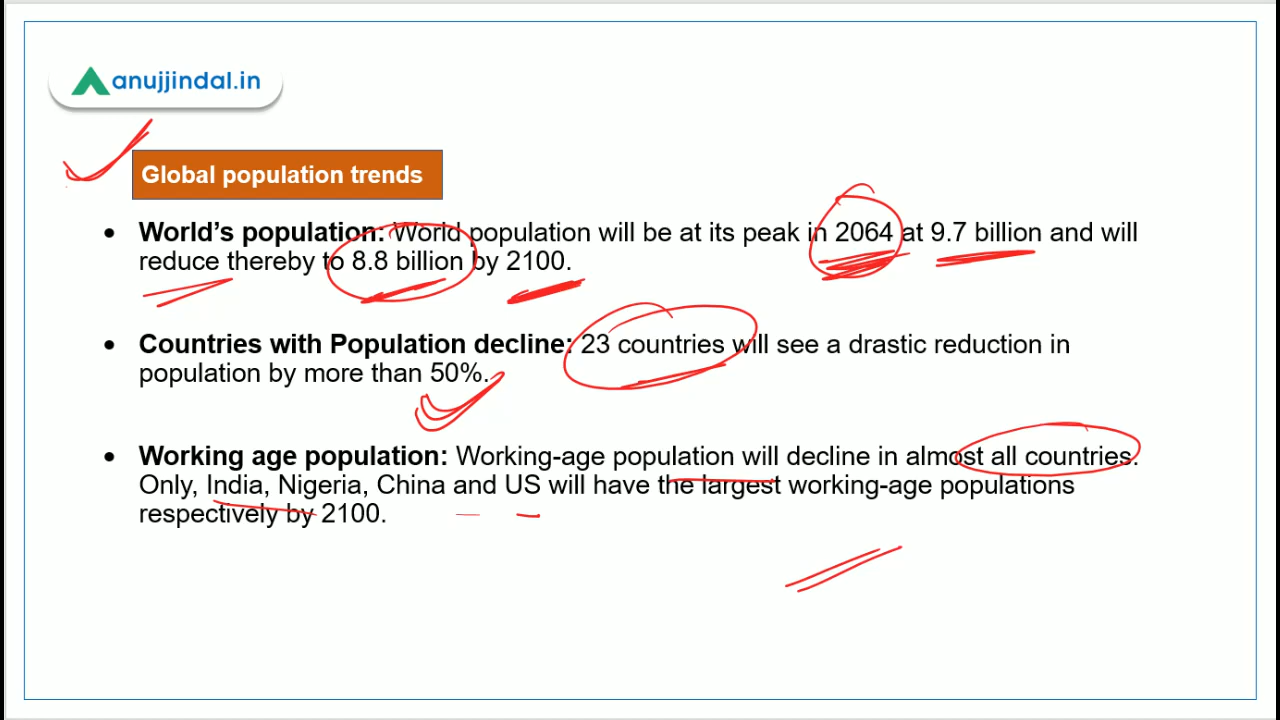 anujjindal.in
Global population trends
• World's population: World population will be at its peak in 2064 at 9.7 billion and will
reduce thereby to 8.8 billion by 2100.
• Countries with Population decline: 23 countries will see a drastic reduction in
population by more than 50%.
• Working age population: Working-age population will decline in almost all countries.
Only, India, Nigeria, China and US will have the largest working-age populations
respectively by 2100.